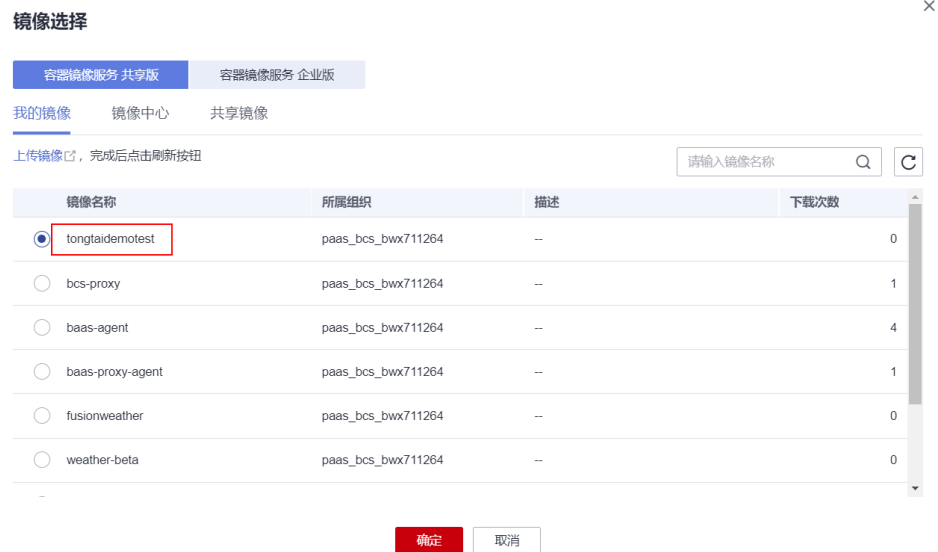 镜像选择
容器镜像服务 共享版 容器镜像服务 企业版
我的镜像 镜像中心 共享镜像
上传镜像，完成后点击刷新按钮 请输入镜像名称
镜像名称 所属组织 描述 下载次数
tongtaidemotest paas_bcs_bwx711264 -- 0
bcs-proxy paas_bcs_bwx711264 -- 1
baas-agent paas_bcs_bwx711264 -- 4
baas-proxy-agent paas_bcs_bwx711264 -- 1
fusionweather paas_bcs_bwx711264 -- 0
weather-beta paas_bcs_bwx711264 -- 0
确定 取消